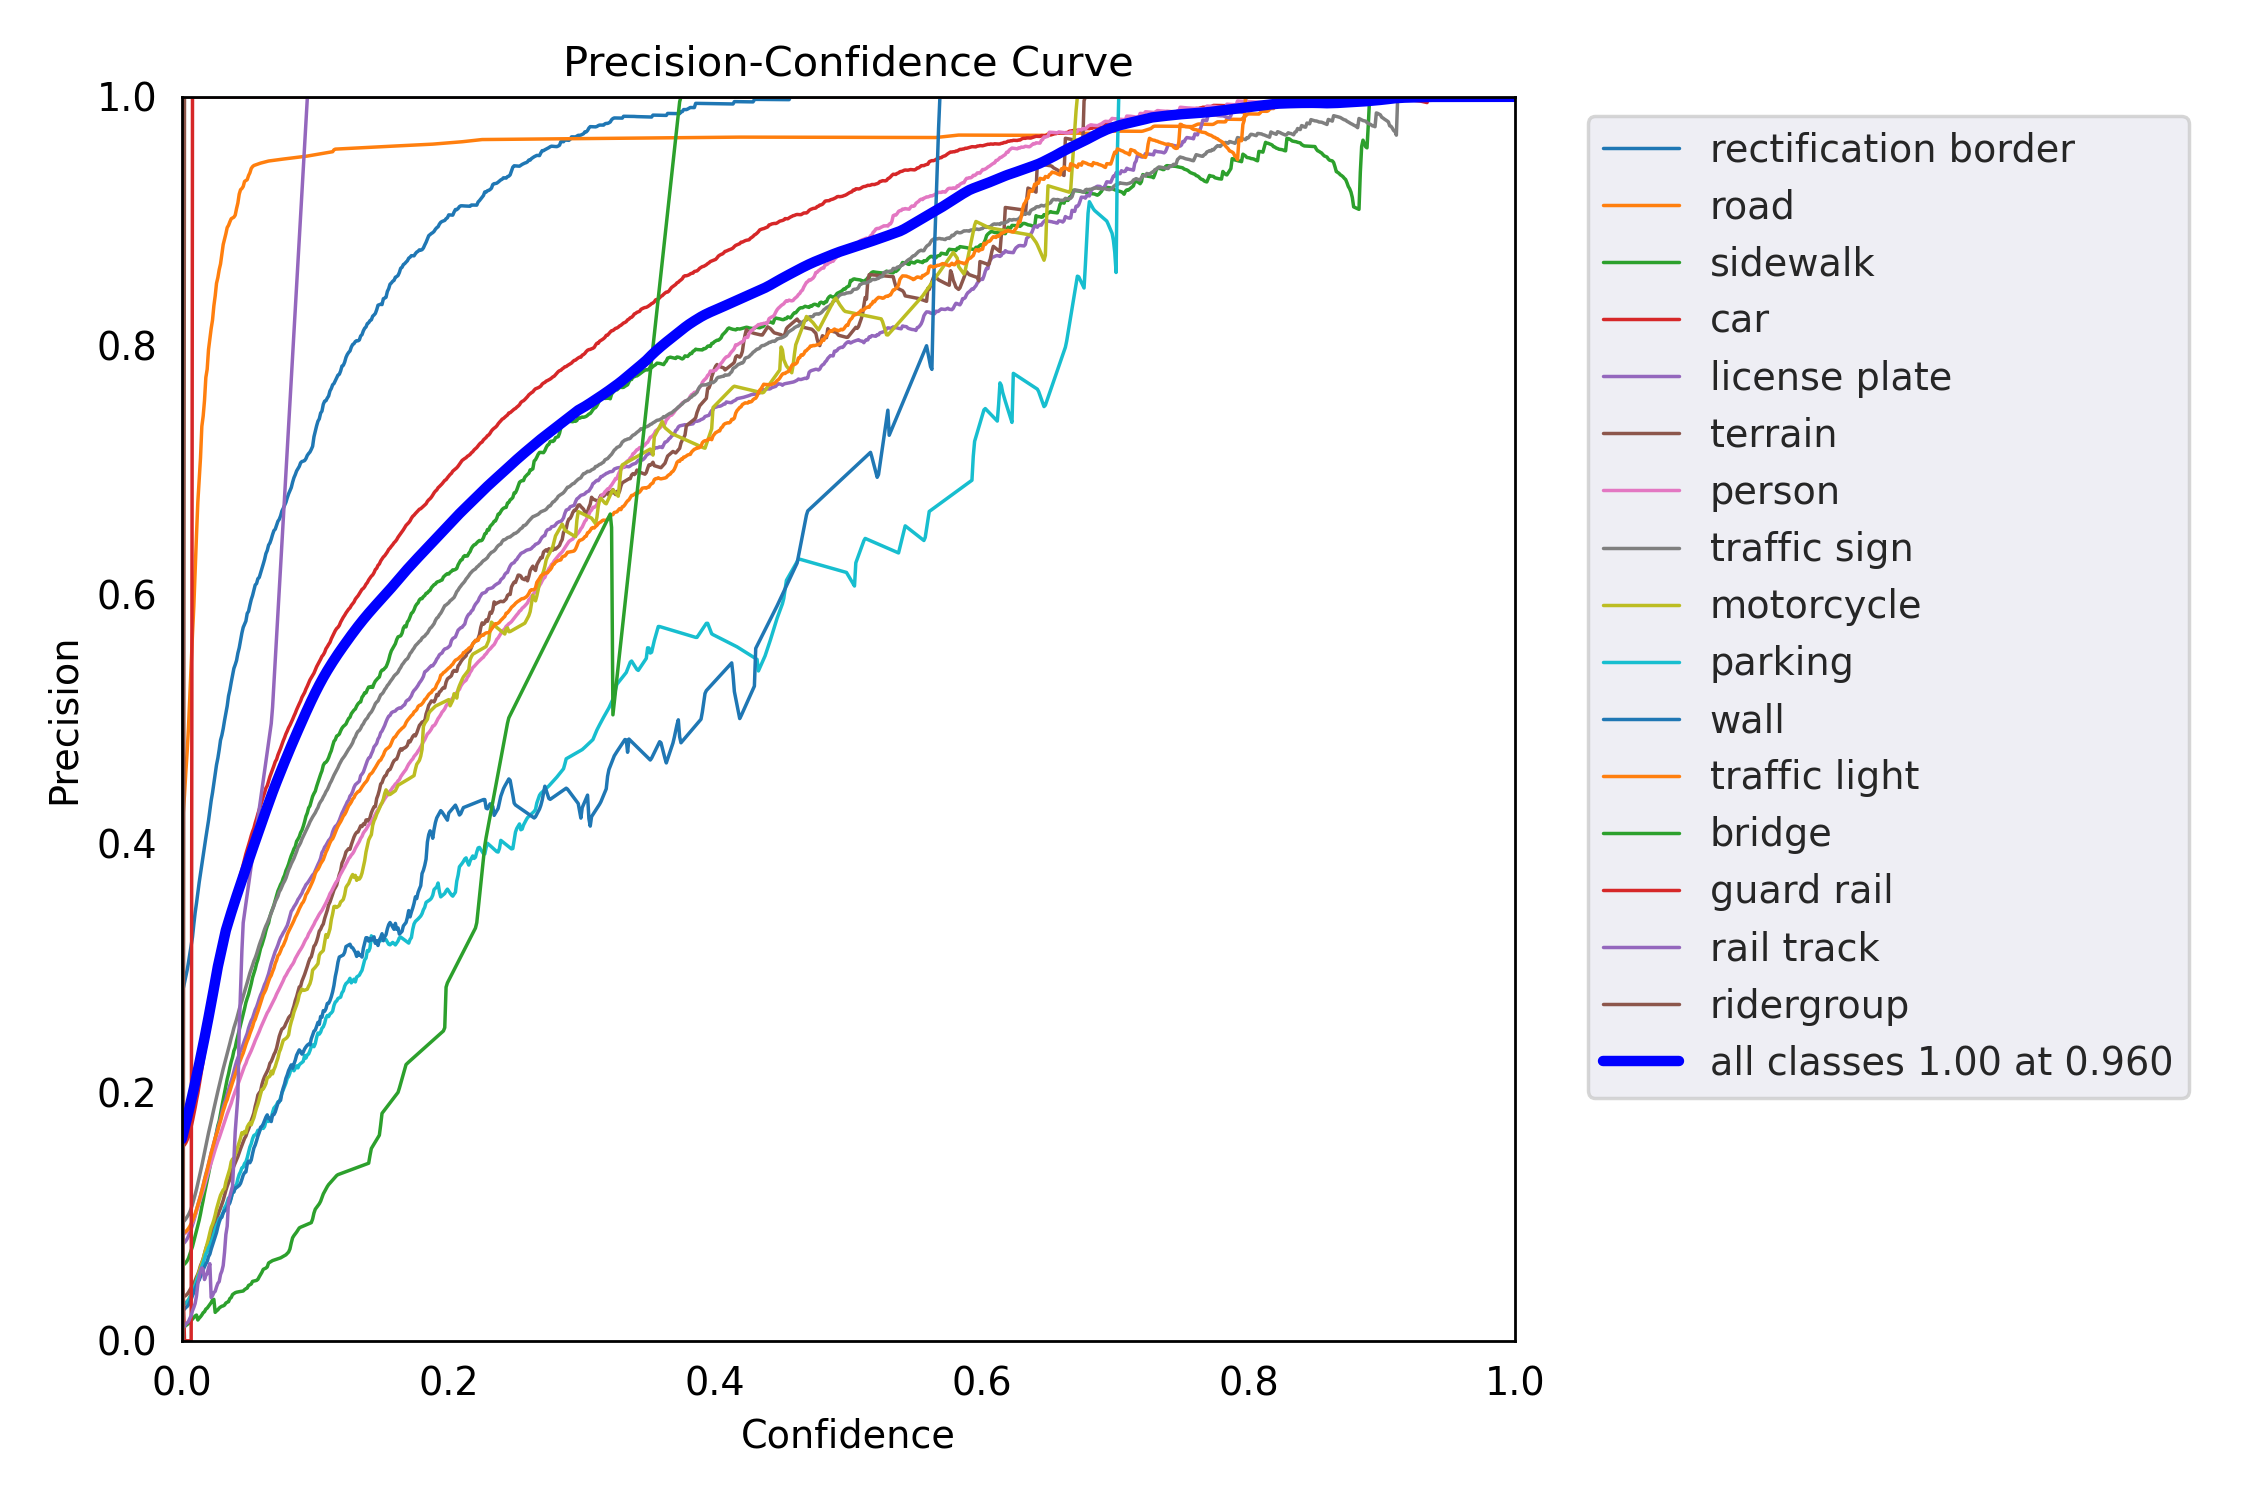 Precision-Confidence Curve
1.0
0.8
0.6
0.4
0.2
0.0
Precision
0.0 0.2 0.4 0.6 0.8 1.0
Confidence
rectification border
road
sidewalk
car
license plate
terrain
person
traffic sign
motorcycle
parking
wall
traffic light
bridge
guard rail
rail track
ridergroup
all classes 1.00 at 0.960